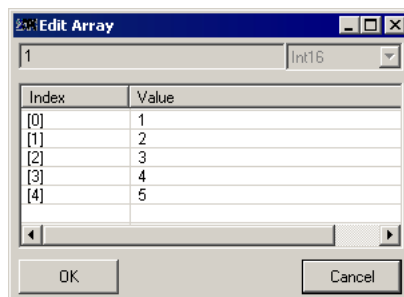 Edit Array
1 Int16
Index Value
[0] 1
[1] 2
[2] 3
[3] 4
[4] 5
OK Cancel